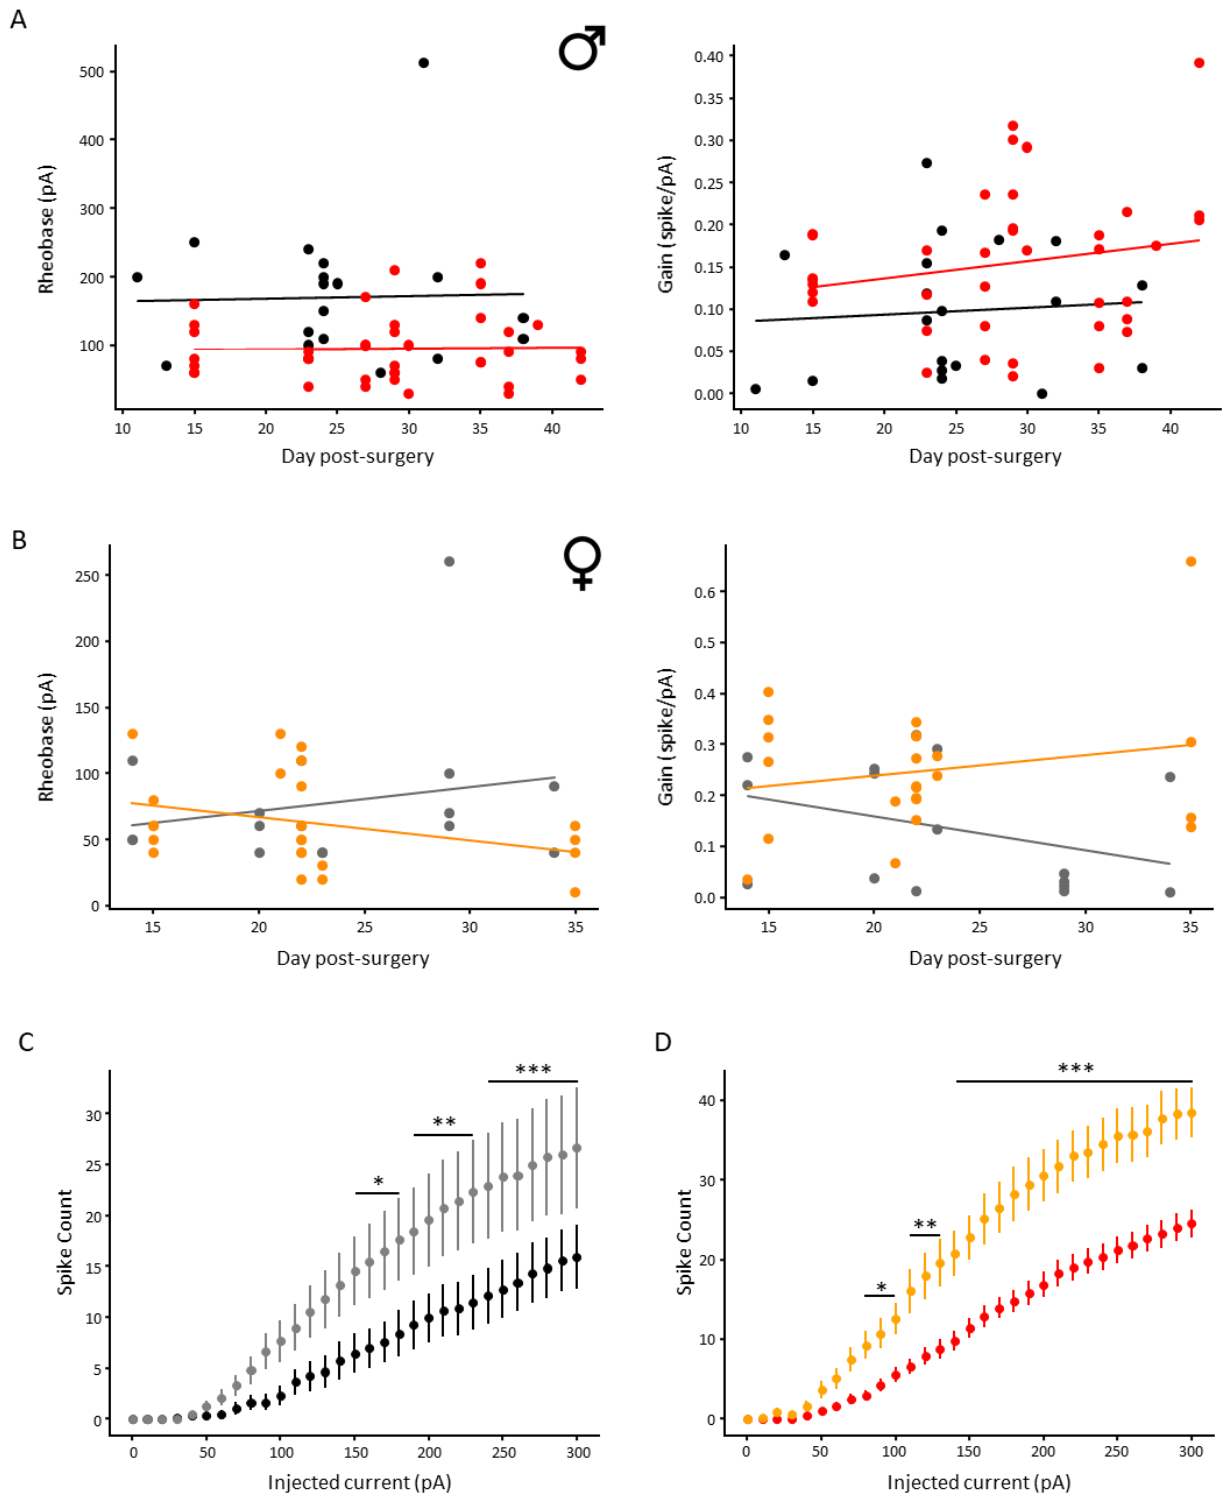 A
♂
500
400
300
200
100
Rheobase (pA)
10 15 20 25 30 35 40
Day post-surgery
0.40
0.35
0.30
0.25
0.20
0.15
0.10
0.05
0.00
Gain (spike/pA)
10 15 20 25 30 35 40
Day post-surgery
B
♀
250
200
150
100
50
0
Rheobase (pA)
15 20 25 30 35
Day post-surgery
0.6
0.5
0.4
0.3
0.2
0.1
0.0
Gain (spike/pA)
15 20 25 30 35
Day post-surgery
C
***
**
*
30
25
20
15
10
5
0
Spike Count
0 50 100 150 200 250 300
Injected current (pA)
D
***
**
*
40
30
20
10
0
Spike Count
0 50 100 150 200 250 300
Injected current (pA)